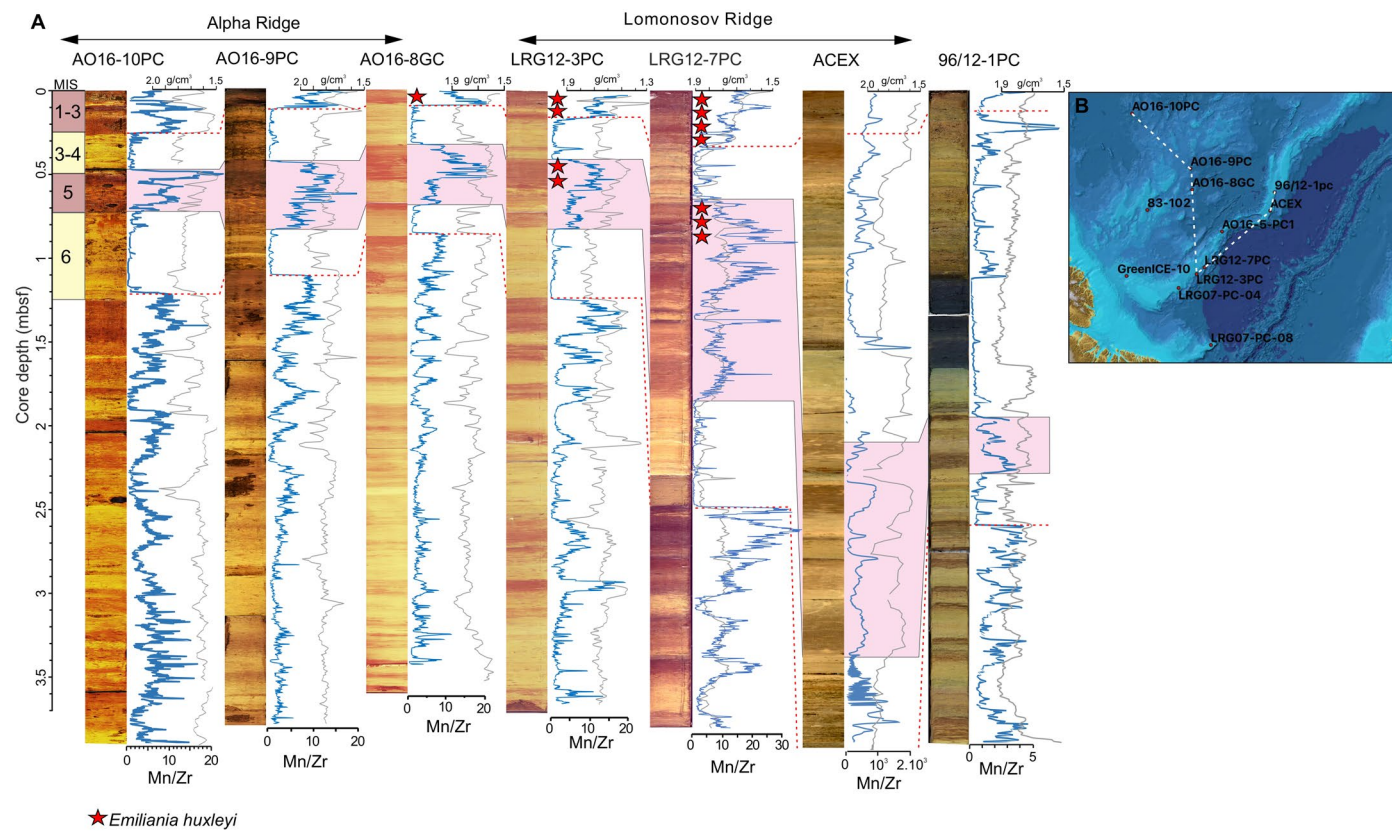 A
Alpha Ridge
Lomonosov Ridge
AO16-10PC
AO16-9PC
AO16-8GC
LRG12-3PC
LRG12-7PC
ACEX
96/12-1PC
2.0 g/cm³ 1.5
2.0 g/cm³ 1.5
1.9 g/cm³ 1.5
1.9 g/cm³ 1.3
1.9 g/cm³ 1.5
2.0 g/cm³ 1.5
1.9 g/cm³ 1.5
MIS
1-3
3-4
5
6
Core depth (mbsf)
0
0.5
1
1.5
2
2.5
3
3.5
0 10 20
Mn/Zr
0 10 20
Mn/Zr
0 20
Mn/Zr
0 10 20
Mn/Zr
0 10 20 30
Mn/Zr
0 10³ 2.10³
Mn/Zr
0 5
Mn/Zr
Emiliania huxleyi
B
AO16-10PC
AO16-9PC
AO16-8GC
96/12-1pc
83-102
ACEX
AO16-5-PC1
LRG12-7PC
GreenICE-10
LRG12-3PC
LRG07-PC-04
LRG07-PC-08